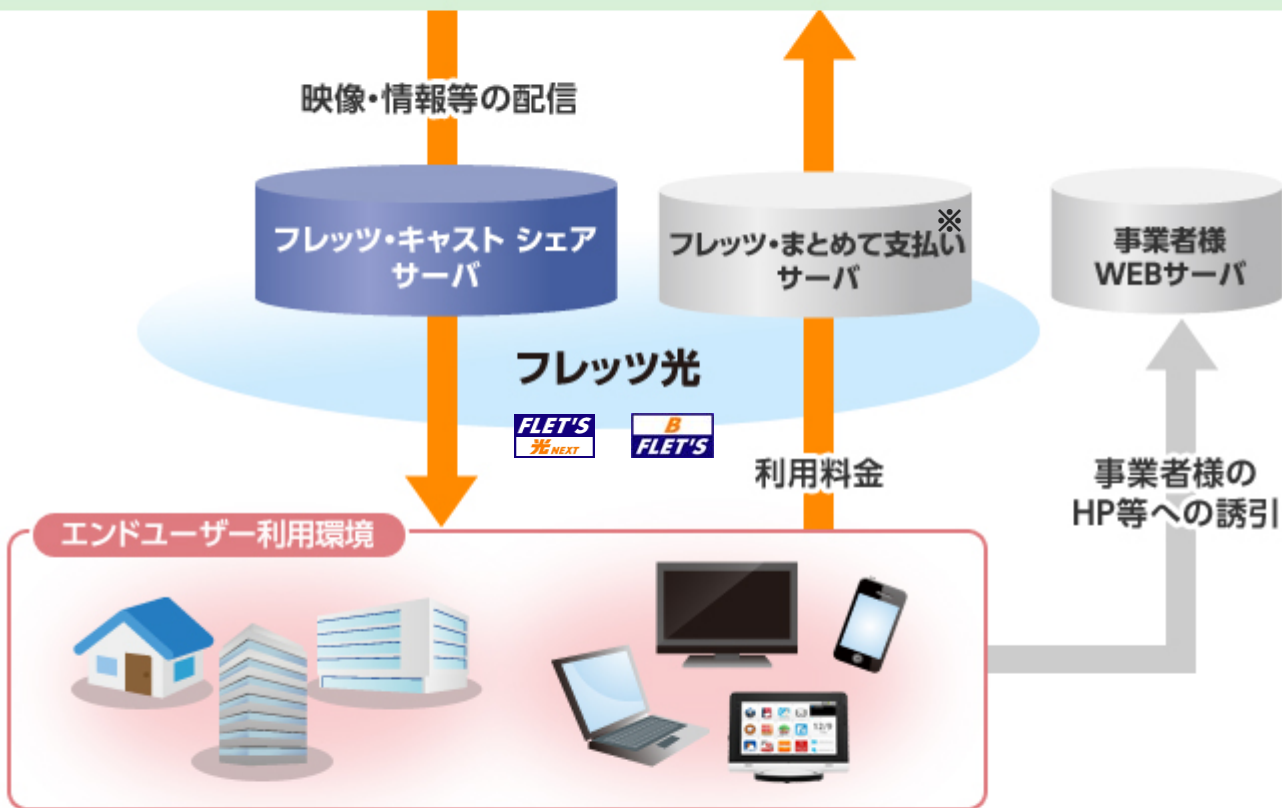 映像・情報等の配信
フレッツ・キャスト シェア
サーバ
※
フレッツ・まとめて支払い
サーバ
事業者様
WEBサーバ
フレッツ光
FLET'S
光NEXT
B
FLET'S
利用料金
事業者様の
HP等への誘引
エンドユーザー利用環境
12/9